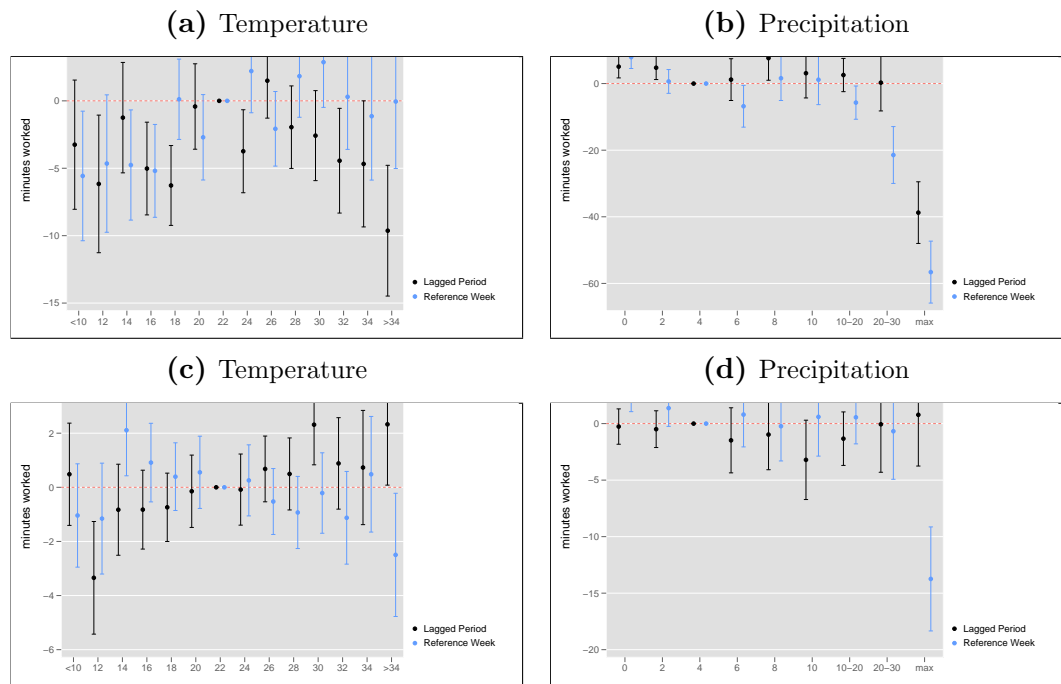 (a) Temperature
(b) Precipitation
minutes worked
0
−5
−10
−15
<10 12 14 16 18 20 22 24 26 28 30 32 34 >34
Lagged Period
Reference Week
minutes worked
0
−20
−40
−60
0 2 4 6 8 10 10−20 20−30 max
Lagged Period
Reference Week
(c) Temperature
(d) Precipitation
minutes worked
2
0
−2
−4
−6
<10 12 14 16 18 20 22 24 26 28 30 32 34 >34
Lagged Period
Reference Week
minutes worked
0
−5
−10
−15
−20
0 2 4 6 8 10 10−20 20−30 max
Lagged Period
Reference Week